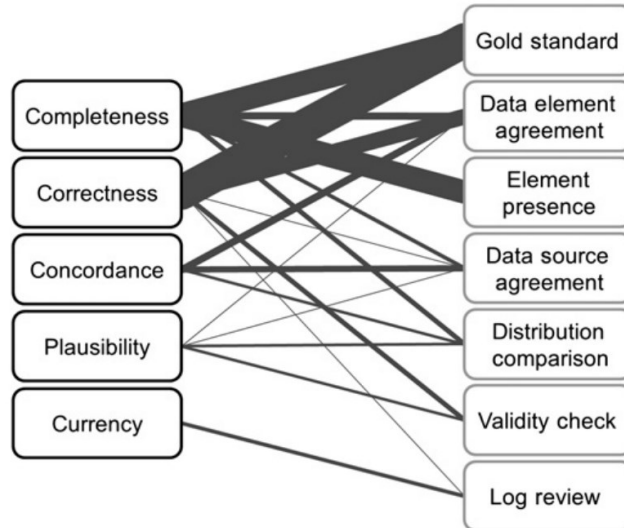 Completeness
Correctness
Concordance
Plausibility
Currency
Gold standard
Data element
agreement
Element
presence
Data source
agreement
Distribution
comparison
Validity check
Log review